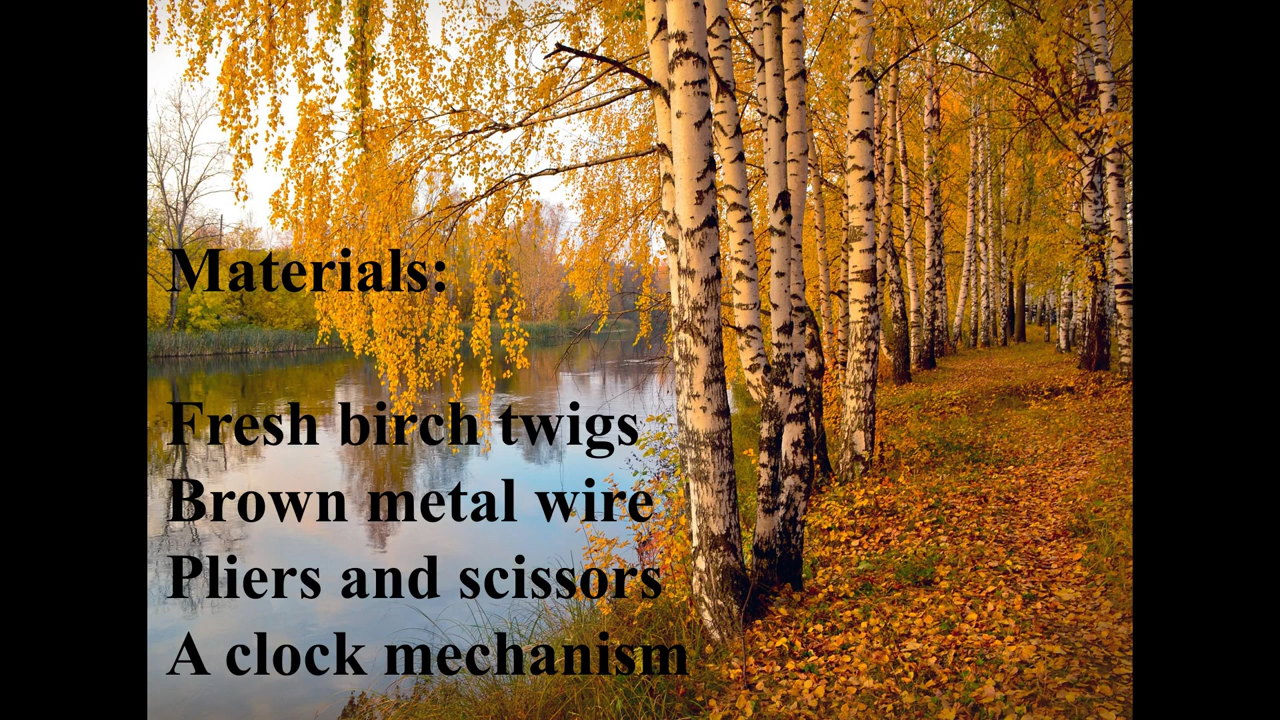 Materials:
Fresh birch twigs
Brown metal wire
Pliers and scissors
A clock mechanism